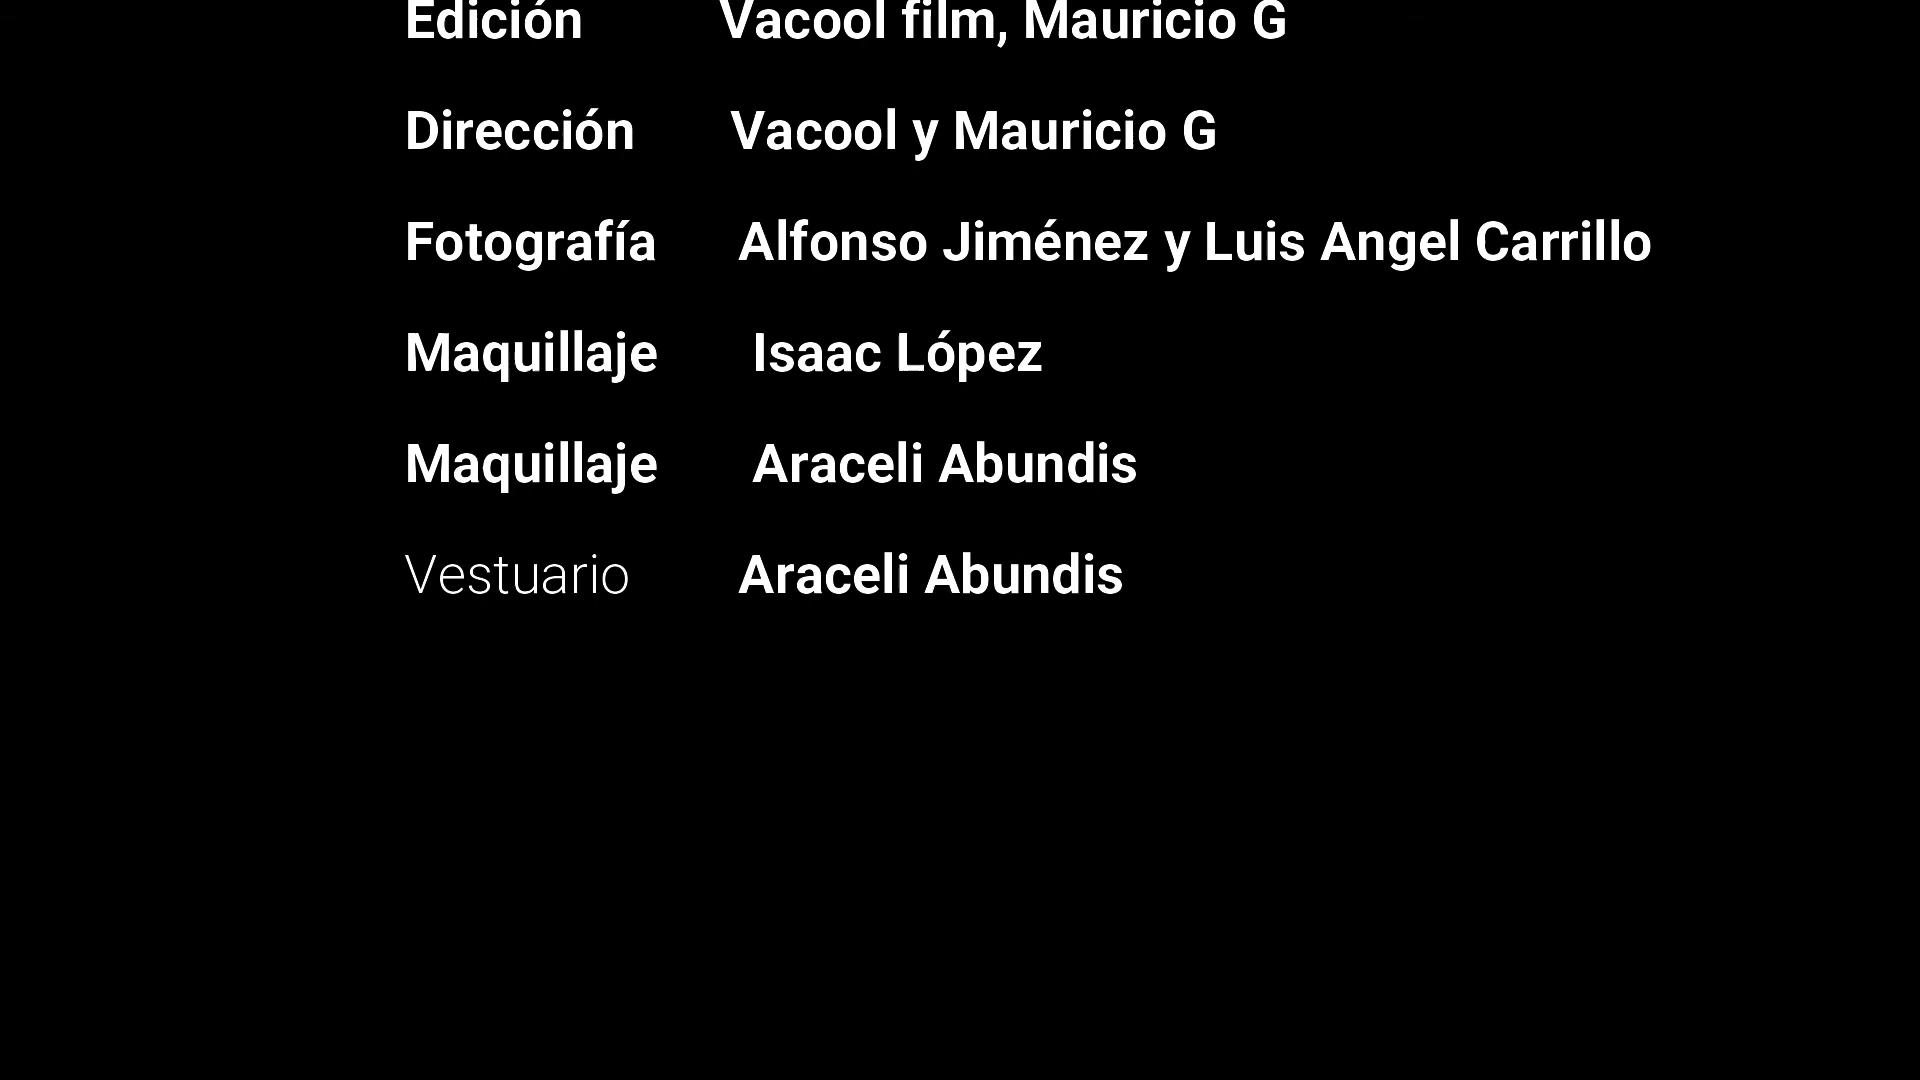 Edición Vacool film, Mauricio G
Dirección Vacool y Mauricio G
Fotografía Alfonso Jiménez y Luis Angel Carrillo
Maquillaje Isaac López
Maquillaje Araceli Abundis
Vestuario Araceli Abundis